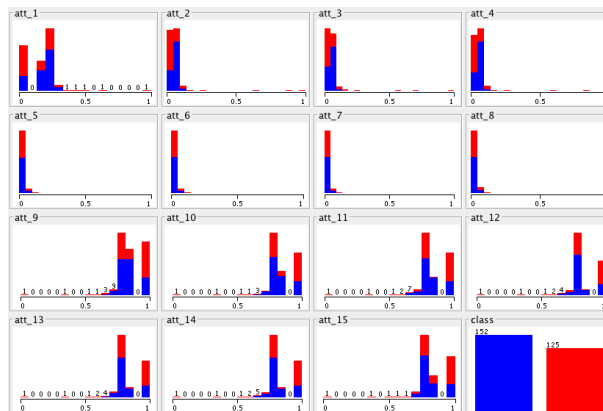 att_1 att_2 att_3 att_4
0 1 1 1 0 1 0 0 0 0 1
0 0.5 1 0 0.5 1 0 0.5 1 0 0.5
att_5 att_6 att_7 att_8
0 0.5 1 0 0.5 1 0 0.5 1 0 0.5
att_9 att_10 att_11 att_12
1 0 0 0 0 1 0 1 1 3 9 0 1 0 0 0 0 1 0 1 1 3 0 1 0 0 0 0 1 0 1 2 7 0 1 0 0 0 0 1 0 1 2 4 0
0 0.5 1 0 0.5 1 0 0.5 1 0 0.5
att_13 att_14 att_15 class
1 0 0 0 0 1 0 1 2 4 0 1 0 0 0 0 1 0 1 2 5 0 1 0 0 0 0 1 0 1 1 1 0 152 125
0 0.5 1 0 0.5 1 0 0.5 1